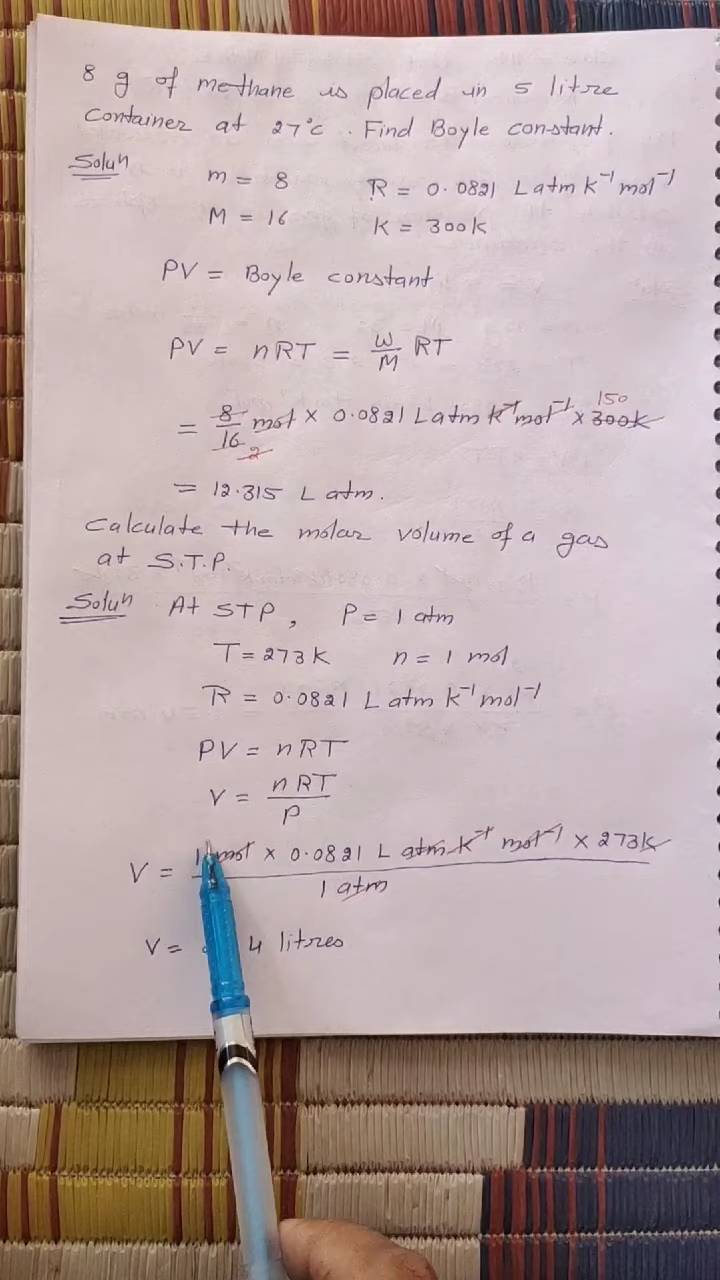 8 g of methane is placed in 5 litre
container at 27°c . Find Boyle constant.
Solun
m = 8 R = 0.0821 L atm k⁻¹ mol⁻¹
M = 16 K = 300k
PV = Boyle constant
PV = nRT = W/M RT
= 8/16 2 mol × 0.0821 L atm k⁻¹ mol⁻¹ × 300k 150
= 12.315 L atm.
Calculate the molar volume of a gas
at S.T.P.
Solun At STP, P = 1 atm
T = 273 k n = 1 mol
R = 0.0821 L atm k⁻¹ mol⁻¹
PV = nRT
V = nRT/P
V = 1 mol × 0.0821 L atm k⁻¹ mol⁻¹ × 273k / 1 atm
V = 4 litres